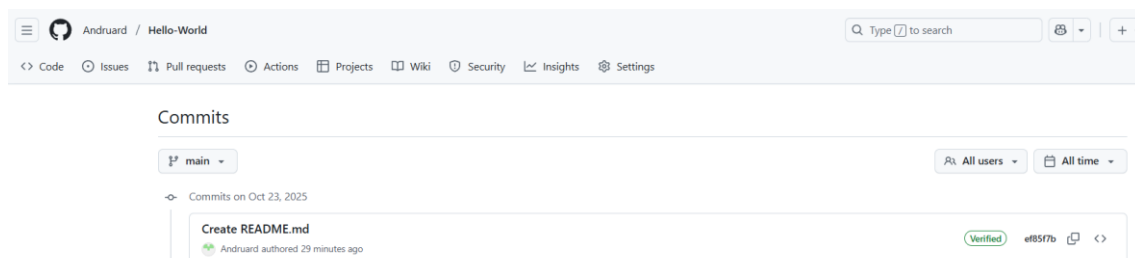 Andruard / Hello-World
Type / to search
Code Issues Pull requests Actions Projects Wiki Security Insights Settings
Commits
main
All users All time
Commits on Oct 23, 2025
Create README.md
Verified ef85f7b
Andruard authored 29 minutes ago